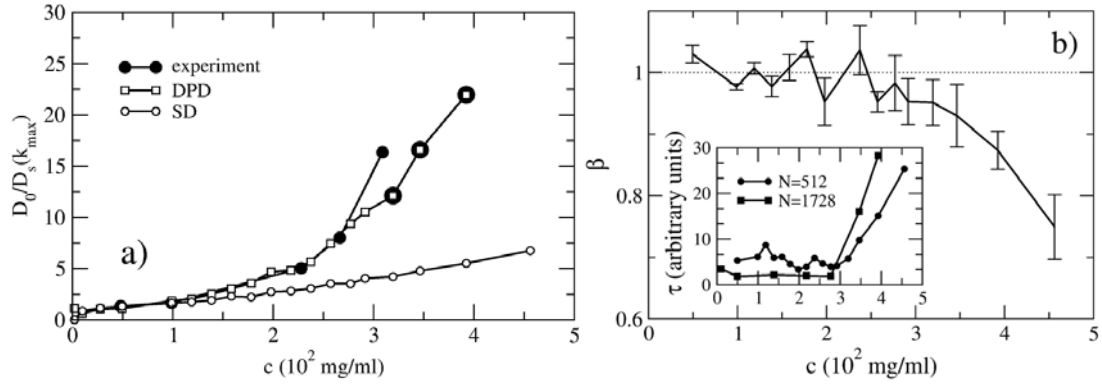 a)
30
25
20
15
10
5
0
D₀/Dₛ(kₘₐₓ)
experiment
DPD
SD
0 1 2 3 4 5
c (10² mg/ml)
b)
1
0.8
0.6
β
30
20
10
0
τ (arbitrary units)
N=512
N=1728
0 1 2 3 4 5
0 1 2 3 4 5
c (10² mg/ml)